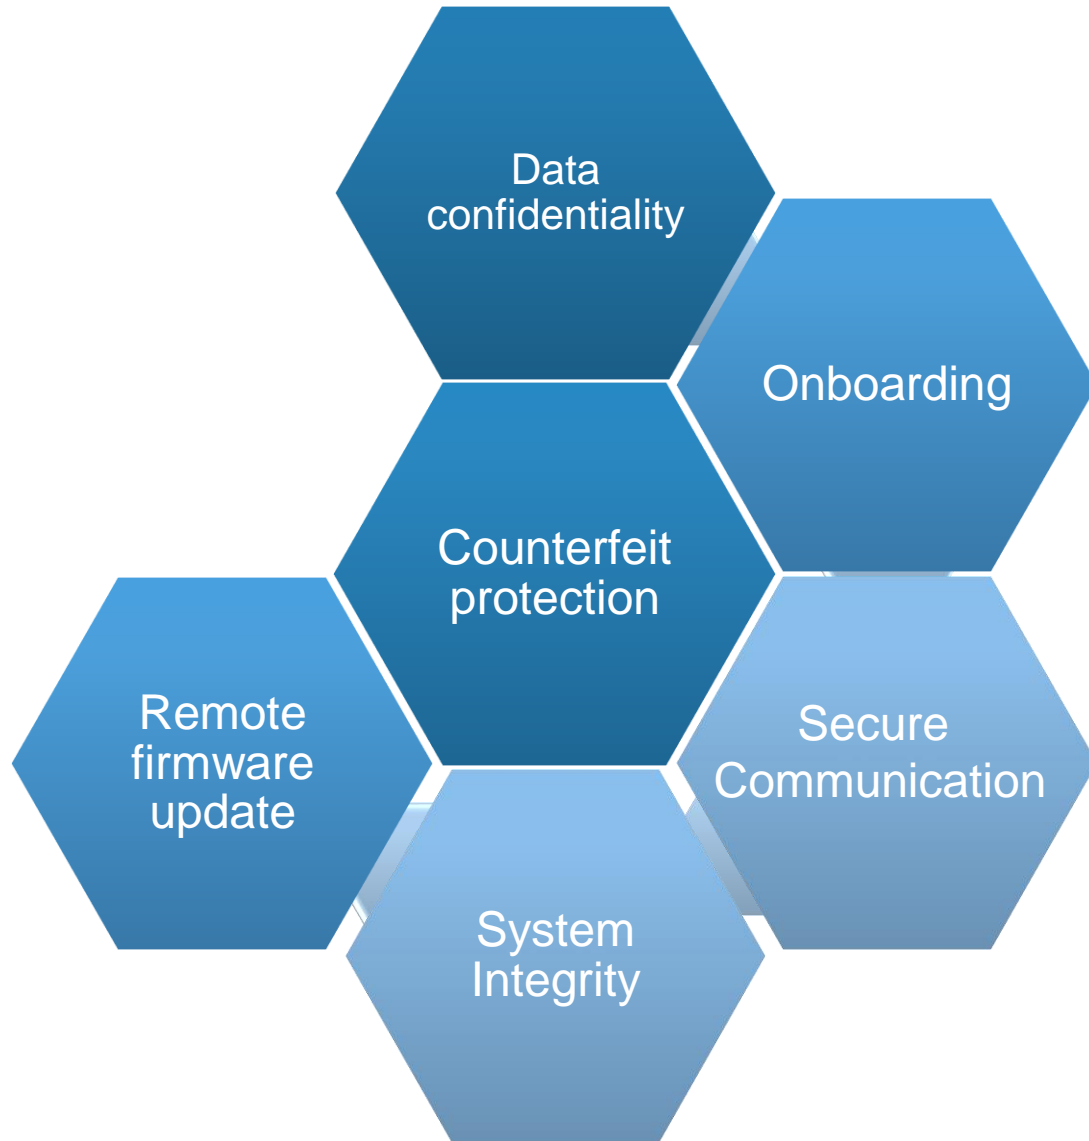 Data
confidentiality
Onboarding
Counterfeit
protection
Remote
firmware
update
Secure
Communication
System
Integrity